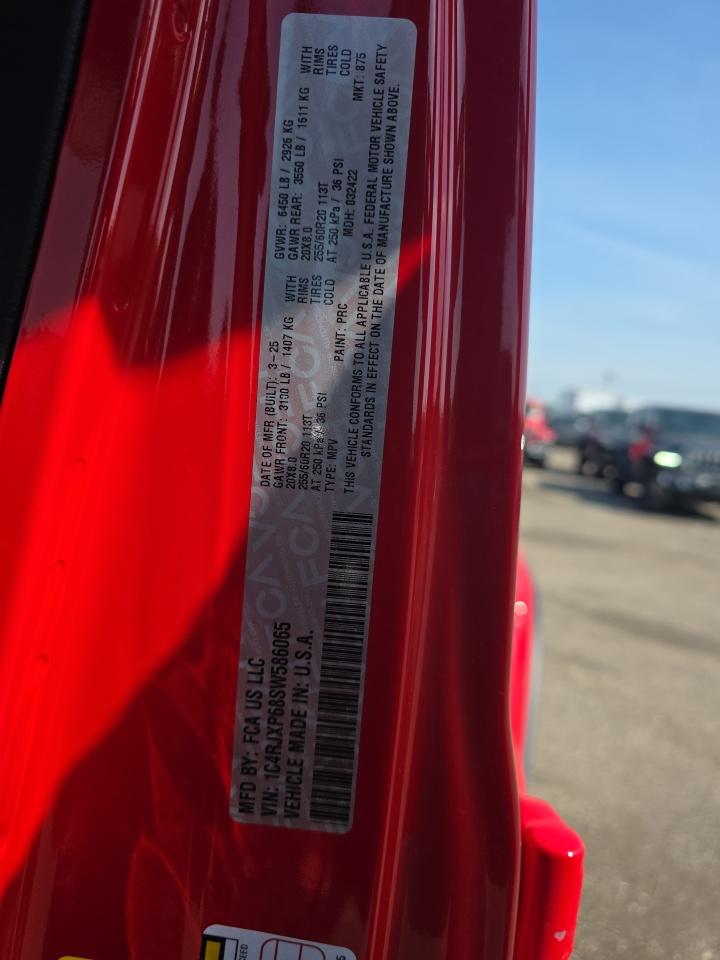 MFD BY: FCA US LLC
DATE OF MFR (BUILT): 3-25
GVWR: 6450 LB / 2926 KG
GAWR FRONT: 3100 LB / 1407 KG WITH
GAWR REAR: 3550 LB / 1611 KG WITH
20X8.0 RIMS
20X8.0 RIMS
255/60R20 113T TIRES
255/60R20 113T TIRES
AT 250 kPa / 36 PSI COLD
AT 250 kPa / 36 PSI COLD
VIN: 1C4RJXP68SW586065
TYPE: MPV PAINT: PRC MDH: 032422 MKT: 875
VEHICLE MADE IN: U.S.A.
THIS VEHICLE CONFORMS TO ALL APPLICABLE U.S.A. FEDERAL MOTOR VEHICLE SAFETY
STANDARDS IN EFFECT ON THE DATE OF MANUFACTURE SHOWN ABOVE.